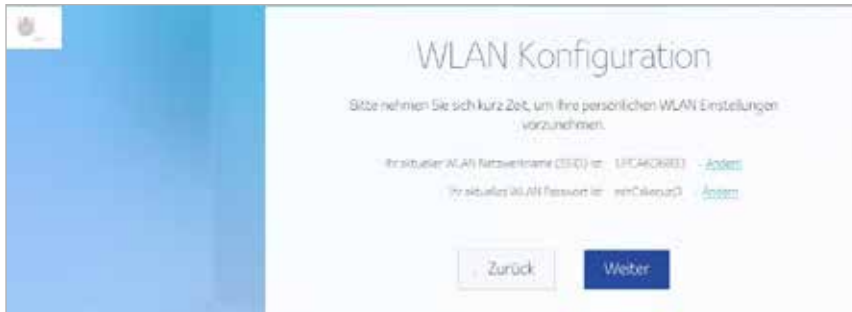 WLAN Konfiguration
Bitte nehmen Sie sich kurz Zeit, um Ihre persönlichen WLAN Einstellungen
vorzunehmen.
Ihr aktueller WLAN Netzwerkname (SSID) ist: - Ändern
Ihr aktuelles WLAN Passwort ist: - Ändern
Zurück Weiter